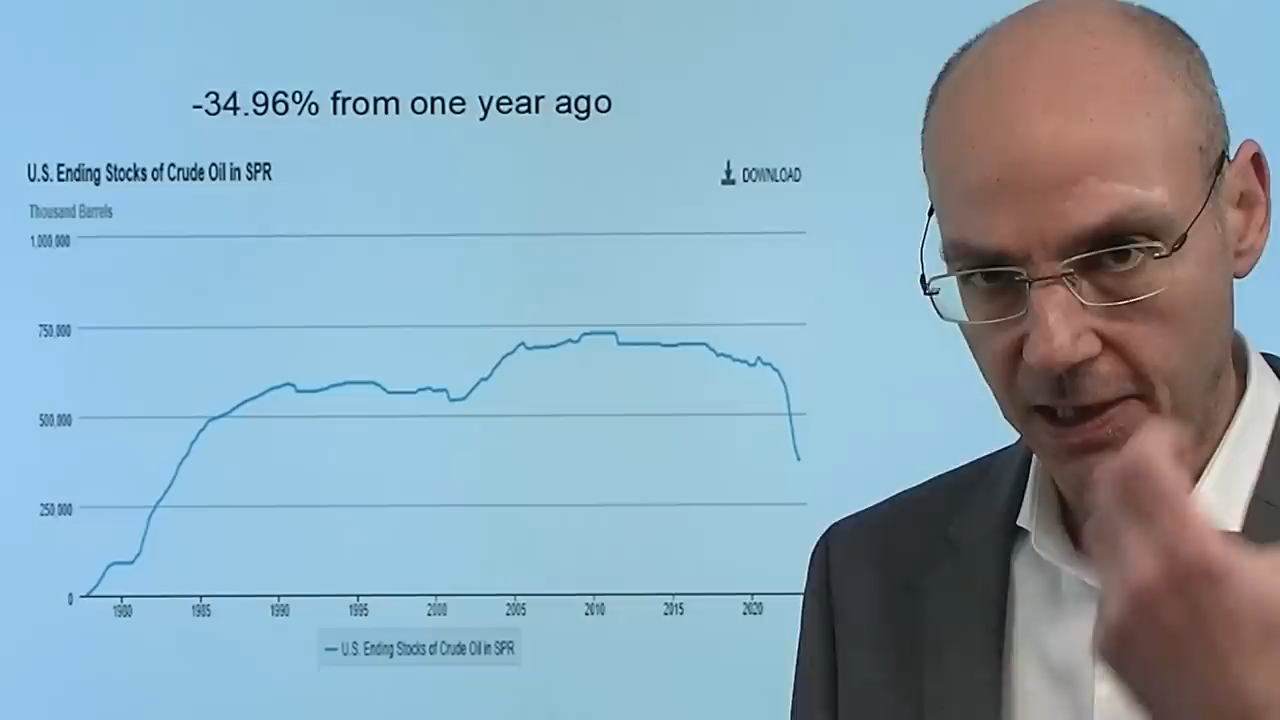 -34.96% from one year ago
U.S. Ending Stocks of Crude Oil in SPR
DOWNLOAD
Thousand Barrels
1,000,000
750,000
500,000
250,000
0
1980 1985 1990 1995 2000 2005 2010 2015 2020
U.S. Ending Stocks of Crude Oil in SPR